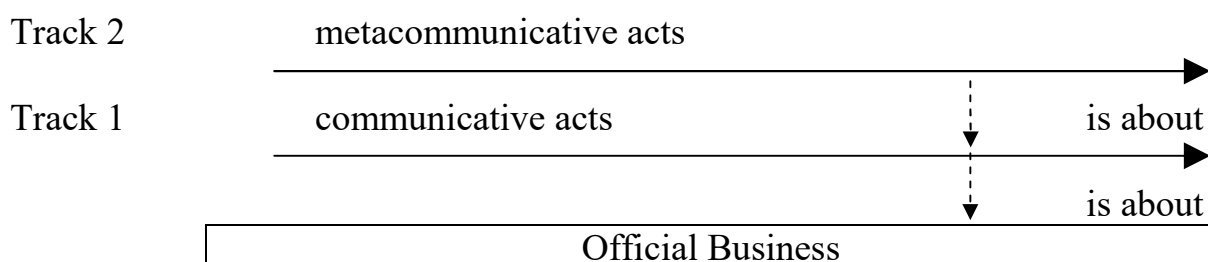 Track 2 metacommunicative acts
Track 1 communicative acts is about
is about
Official Business